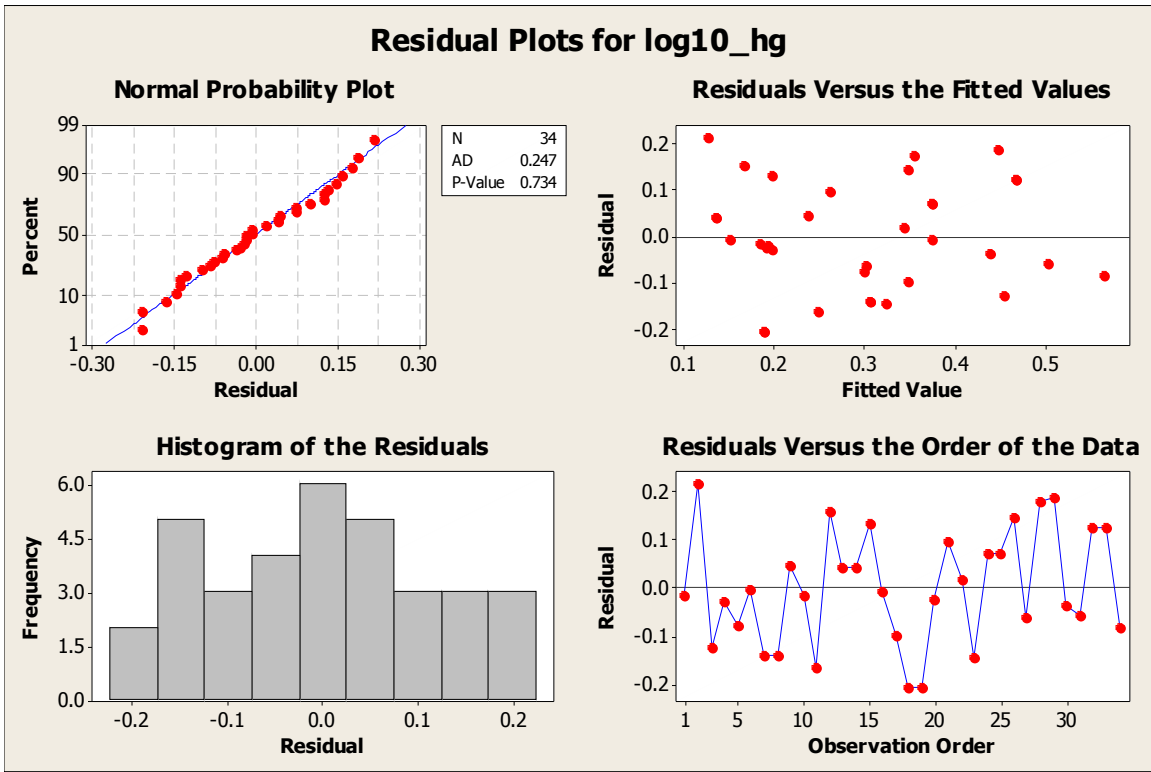 Residual Plots for log10_hg
Normal Probability Plot
Percent
99
90
50
10
1
-0.30 -0.15 0.00 0.15 0.30
Residual
N 34
AD 0.247
P-Value 0.734
Residuals Versus the Fitted Values
Residual
0.2
0.1
0.0
-0.1
-0.2
0.1 0.2 0.3 0.4 0.5
Fitted Value
Histogram of the Residuals
Frequency
6.0
4.5
3.0
1.5
0.0
-0.2 -0.1 0.0 0.1 0.2
Residual
Residuals Versus the Order of the Data
Residual
0.2
0.1
0.0
-0.1
-0.2
1 5 10 15 20 25 30
Observation Order